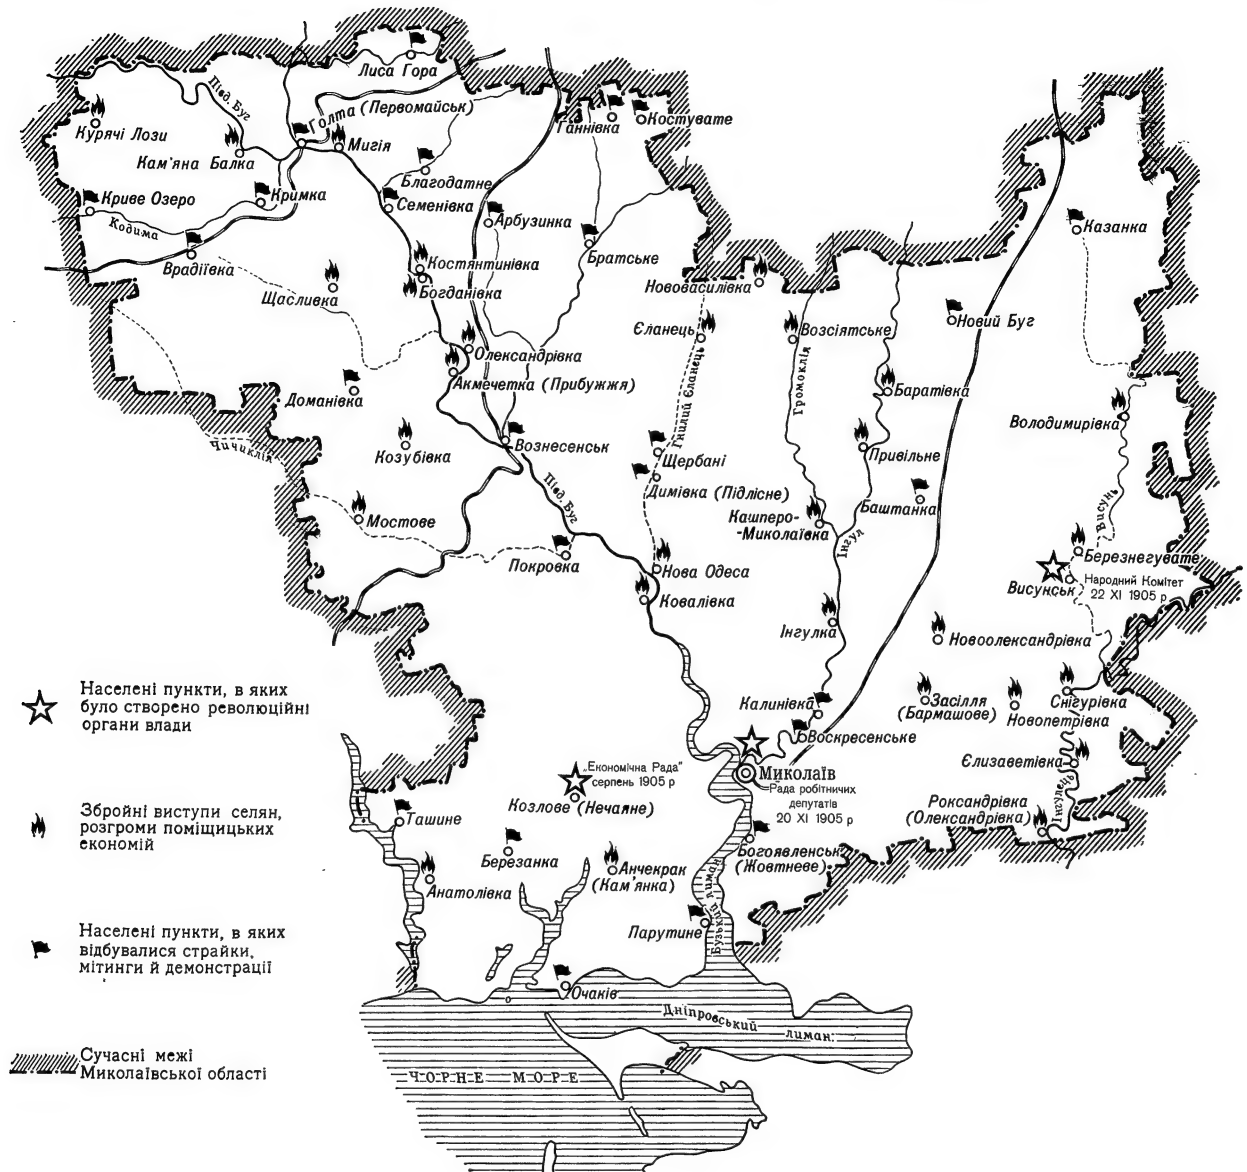 Лиса Гора
Півд. Буг
Голта (Первомайськ)
Ганнівка
Костувате
Курячі Лози
Кам'яна Балка
Мигія
Благодатне
Криве Озеро
Кримка
Семенівка
Арбузинка
Кодима
Казанка
Врадіївка
Братське
Костянтинівка
Щасливка
Богданівка
Нововасилівка
Єланець
Возсіятське
Новий Буг
Олександрівка
Гнилий Єланець
Громоклія
Акмечетка (Прибужжя)
Доманівка
Баратівка
Володимирівка
Чичиклія
Козубівка
Вознесенськ
Щербані
Привільне
Димівка (Підлісне)
Півд. Буг
Баштанка
Висунь
Мостове
Кашперо-
-Миколаївка
Інгул
Покровка
Нова Одеса
Березнегувате
Висунськ
Народний Комітет
22 XI 1905 р
Ковалівка
Інгулка
Новоолександрівка
Населені пункти, в яких
було створено революційні
органи влади
Калинівка
Засілля
(Бармашове)
Новопетрівка
Снігурівка
Воскресенське
Єлизаветівка
„Економічна Рада"
серпень 1905 р
Миколаїв
Рада робітничих
депутатів
20 XI 1905 р
Козлове (Нечаяне)
Роксандрівка
(Олександрівка)
Інгулець
Збройні виступи селян,
розгроми поміщицьких
економій
Ташине
Березанка
Богоявленськ
(Жовтневе)
Анчекрак
(Кам'янка)
Анатолівка
Бузький лиман
Парутине
Населені пункти, в яких
відбувалися страйки,
мітинги й демонстрації
Очаків
Дніпровський лиман.
Сучасні межі
Миколаївської області
ЧОРНЕ МОРЕ